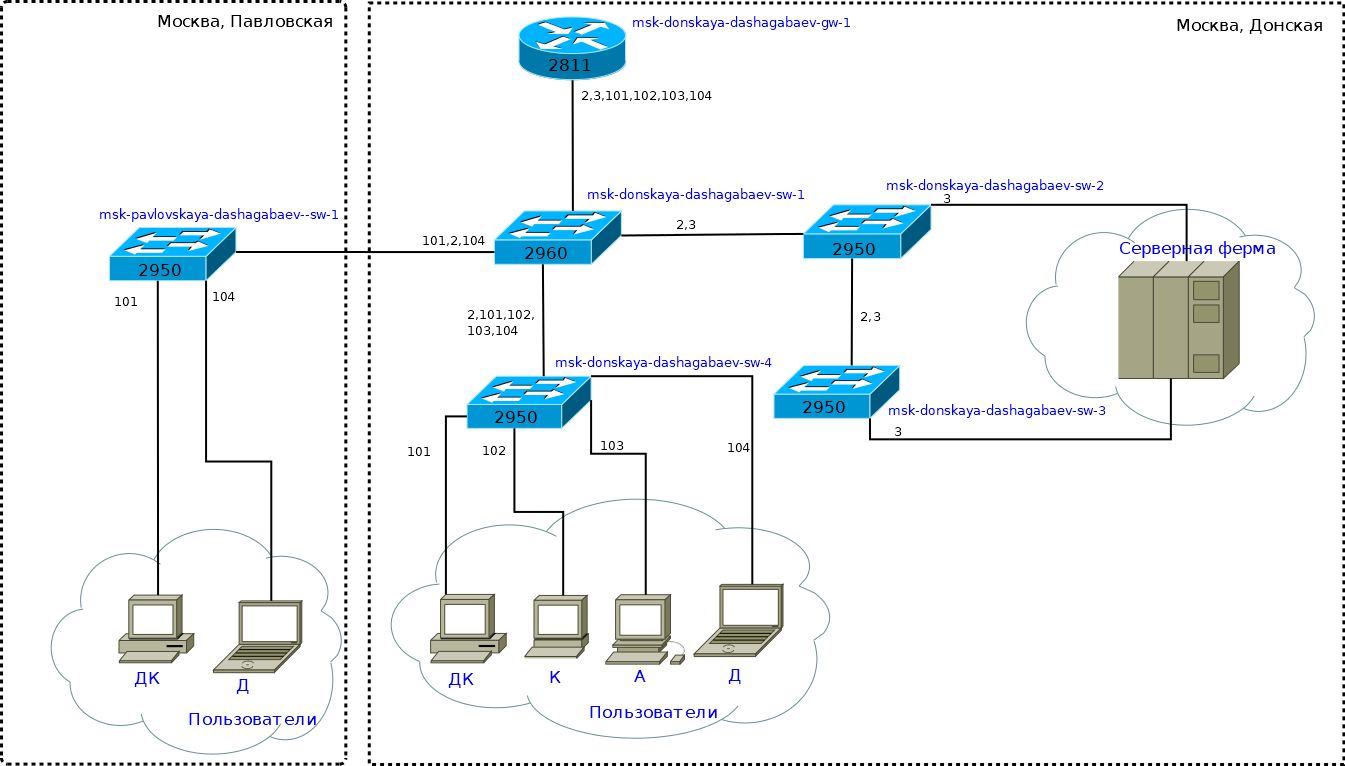 Москва, Павловская
msk-pavlovskaya-dashagabaev--sw-1
2950
101
104
ДК
Д
Пользователи
Москва, Донская
msk-donskaya-dashagabaev-gw-1
2811
2,3,101,102,103,104
msk-donskaya-dashagabaev-sw-1
2960
101,2,104
2,3
msk-donskaya-dashagabaev-sw-2
2950
3
Серверная ферма
2,101,102,
103,104
2,3
msk-donskaya-dashagabaev-sw-4
2950
2950
msk-donskaya-dashagabaev-sw-3
3
101
102
103
104
ДК
К
А
Д
Пользователи